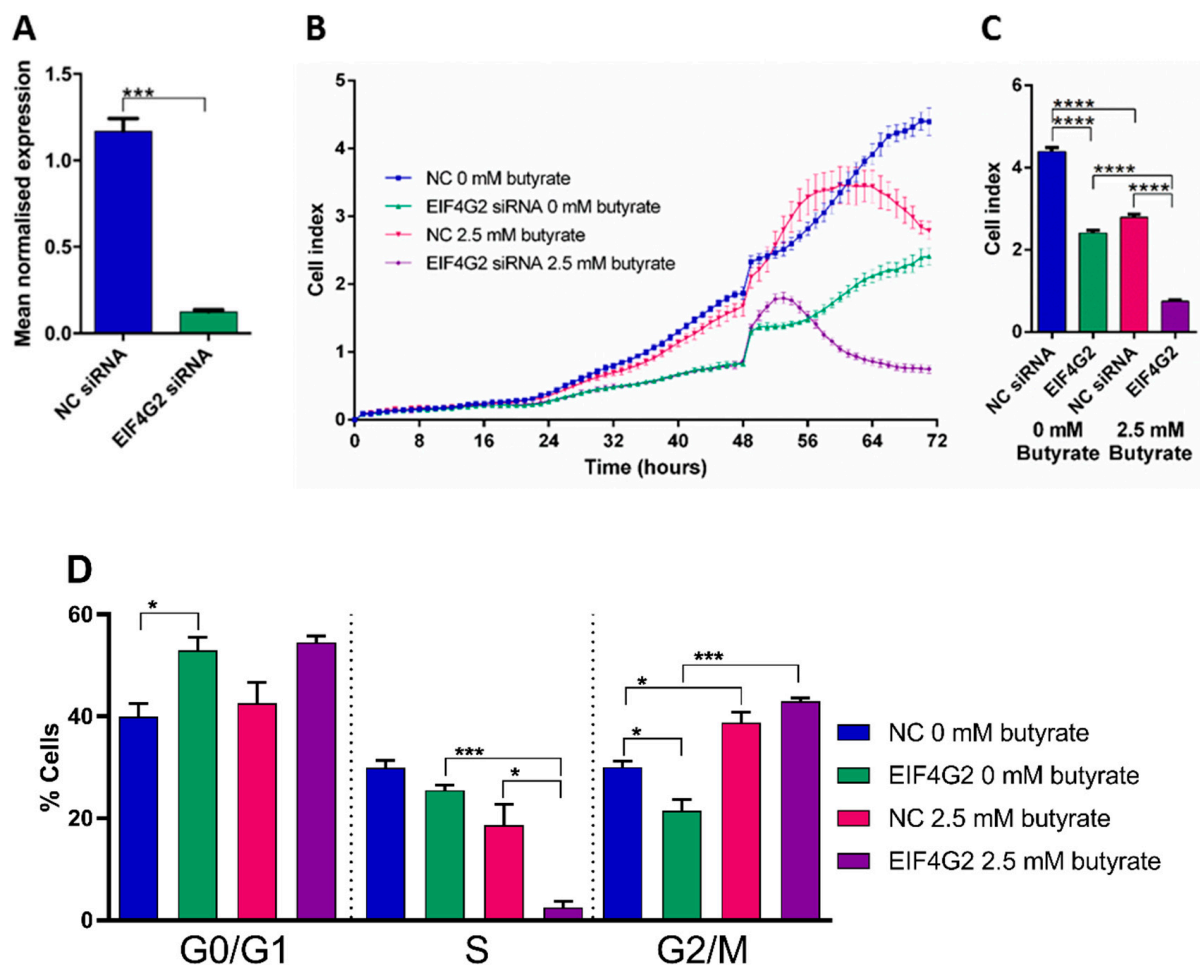 A
Mean normalised expression
1.5
1.0
0.5
0.0
***
NC siRNA
EIF4G2 siRNA
B
Cell index
5
4
3
2
1
0
NC 0 mM butyrate
EIF4G2 siRNA 0 mM butyrate
NC 2.5 mM butyrate
EIF4G2 siRNA 2.5 mM butyrate
0 8 16 24 32 40 48 56 64 72
Time (hours)
C
Cell index
6
4
2
0
****
****
****
****
NC siRNA
EIF4G2
NC siRNA
EIF4G2
0 mM 2.5 mM
Butyrate Butyrate
D
% Cells
60
40
20
0
*
***
*
***
*
*
G0/G1 S G2/M
NC 0 mM butyrate
EIF4G2 0 mM butyrate
NC 2.5 mM butyrate
EIF4G2 2.5 mM butyrate